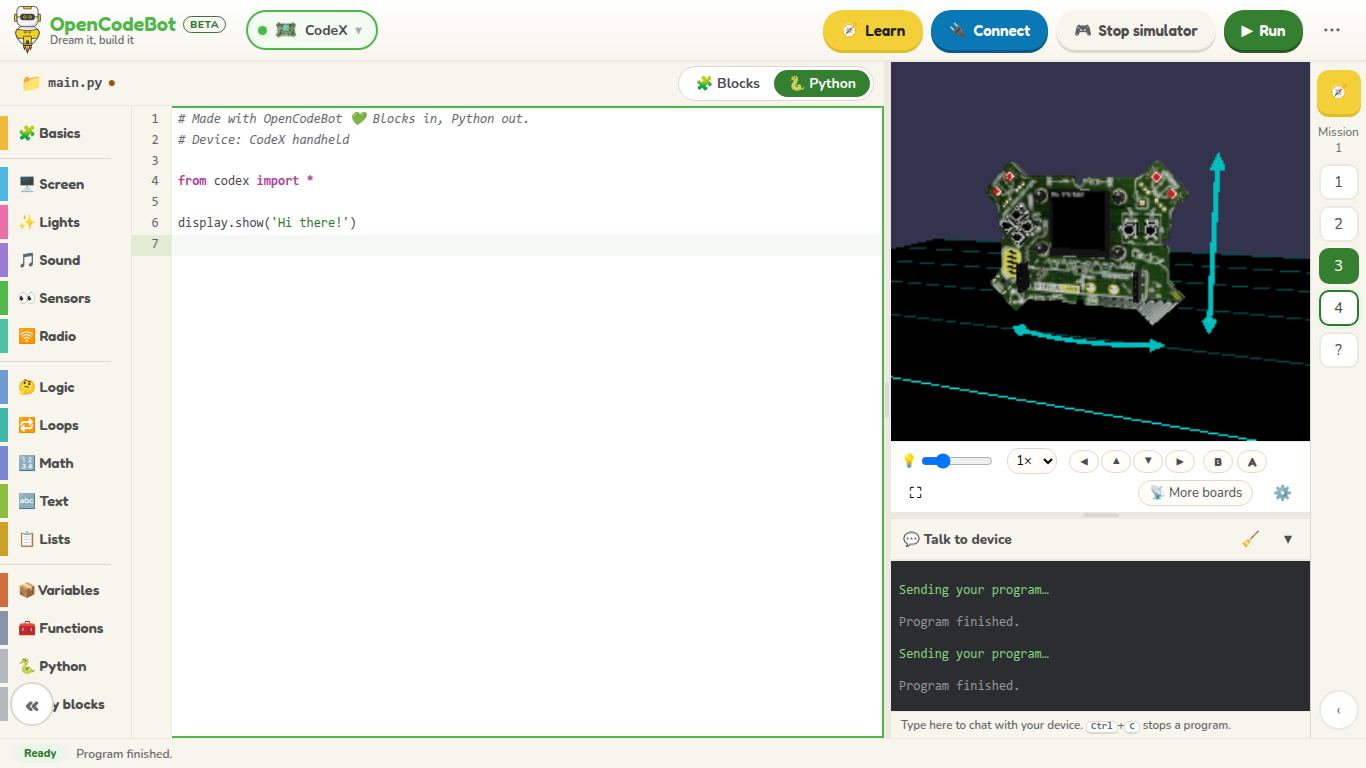 OpenCodeBot BETA
Dream it, build it
CodeX ▼
Learn
Connect
Stop simulator
▶ Run
main.py
Blocks
Python
Basics
Screen
Lights
Sound
Sensors
Radio
Logic
Loops
Math
Text
Lists
Variables
Functions
Python
y blocks
«
1 # Made with OpenCodeBot 💚 Blocks in, Python out.
2 # Device: CodeX handheld
3
4 from codex import *
5
6 display.show('Hi there!')
7
1×
◀ ▲ ▼ ▶ B A
More boards
Talk to device
▼
Sending your program…
Program finished.
Sending your program…
Program finished.
Type here to chat with your device. Ctrl+C stops a program.
Mission
1
1
2
3
4
?
‹
Ready Program finished.